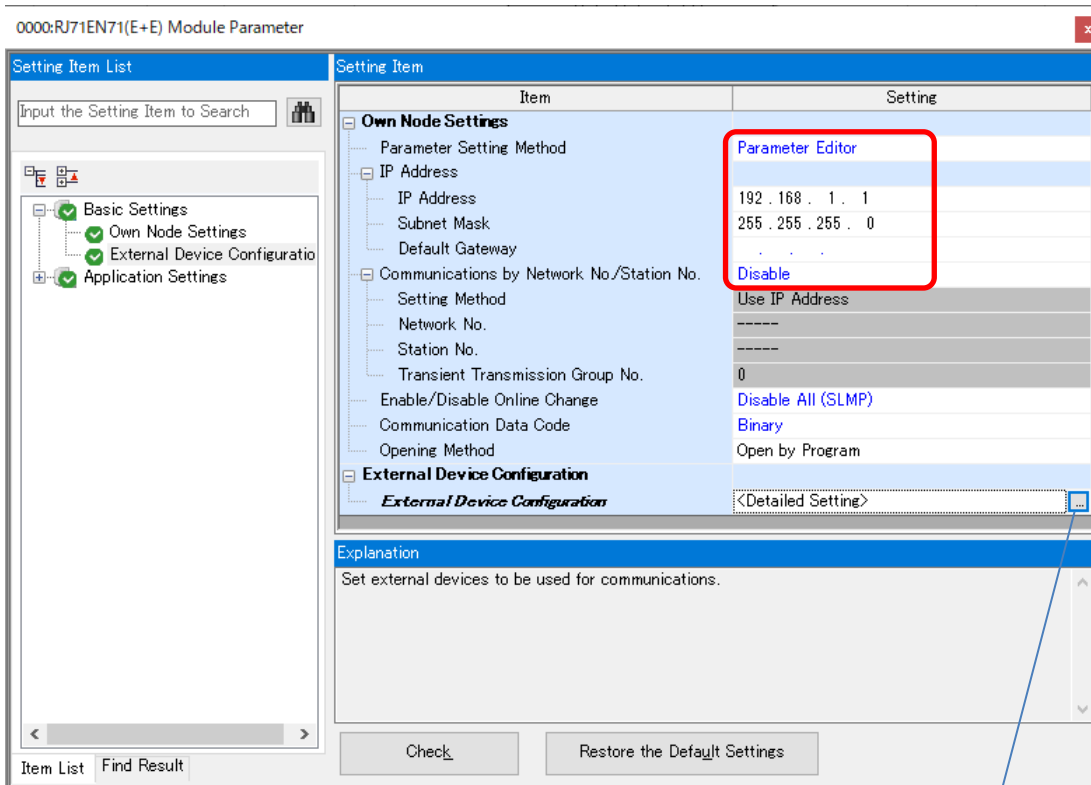 0000:RJ71EN71(E+E) Module Parameter
x
Setting Item List
Input the Setting Item to Search
Basic Settings
Own Node Settings
External Device Configuratio
Application Settings
Item List
Find Result
Setting Item
Item Setting
Own Node Settings
Parameter Setting Method Parameter Editor
IP Address
IP Address 192 . 168 . 1 . 1
Subnet Mask 255 . 255 . 255 . 0
Default Gateway . . .
Communications by Network No./Station No. Disable
Setting Method Use IP Address
Network No. -----
Station No. -----
Transient Transmission Group No. 0
Enable/Disable Online Change Disable All (SLMP)
Communication Data Code Binary
Opening Method Open by Program
External Device Configuration
External Device Configuration <Detailed Setting> ...
Explanation
Set external devices to be used for communications.
Check
Restore the Default Settings